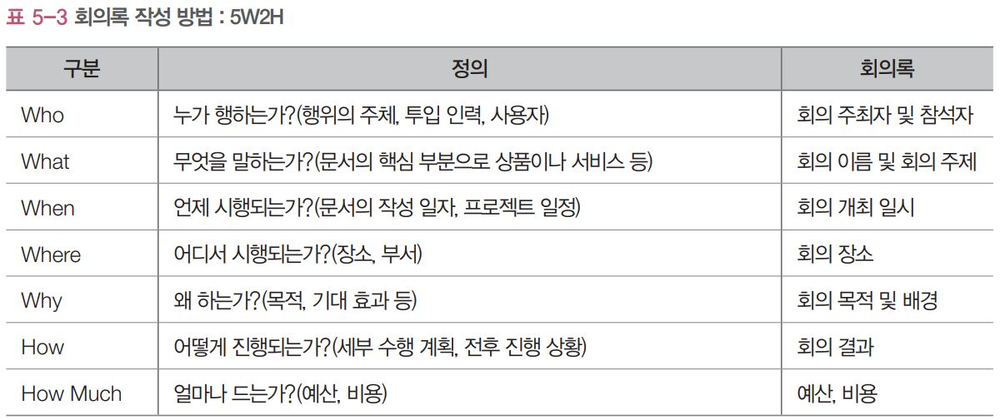 표 5-3 회의록 작성 방법 : 5W2H
구분 정의 회의록
Who 누가 행하는가?(행위의 주체, 투입 인력, 사용자) 회의 주최자 및 참석자
What 무엇을 말하는가?(문서의 핵심 부분으로 상품이나 서비스 등) 회의 이름 및 회의 주제
When 언제 시행되는가?(문서의 작성 일자, 프로젝트 일정) 회의 개최 일시
Where 어디서 시행되는가?(장소, 부서) 회의 장소
Why 왜 하는가?(목적, 기대 효과 등) 회의 목적 및 배경
How 어떻게 진행되는가?(세부 수행 계획, 전후 진행 상황) 회의 결과
How Much 얼마나 드는가?(예산, 비용) 예산, 비용